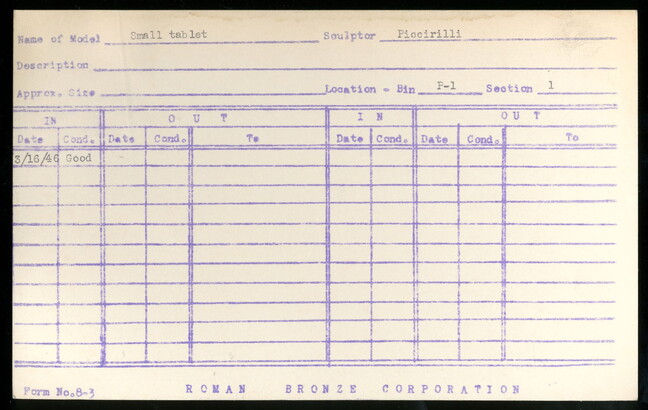 Name of Model Small tablet Sculptor Piccirilli
Description
Approx. Size Location - Bin P-1 Section 1
IN OUT IN OUT
Date Cond. Date Cond. To Date Cond. Date Cond. To
3/16/46 Good
Form No. 8-3 ROMAN BRONZE CORPORATION